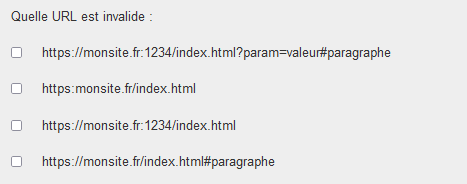 Quelle URL est invalide :
https://monsite.fr:1234/index.html?param=valeur#paragraphe
https:monsite.fr/index.html
https://monsite.fr:1234/index.html
https://monsite.fr/index.html#paragraphe